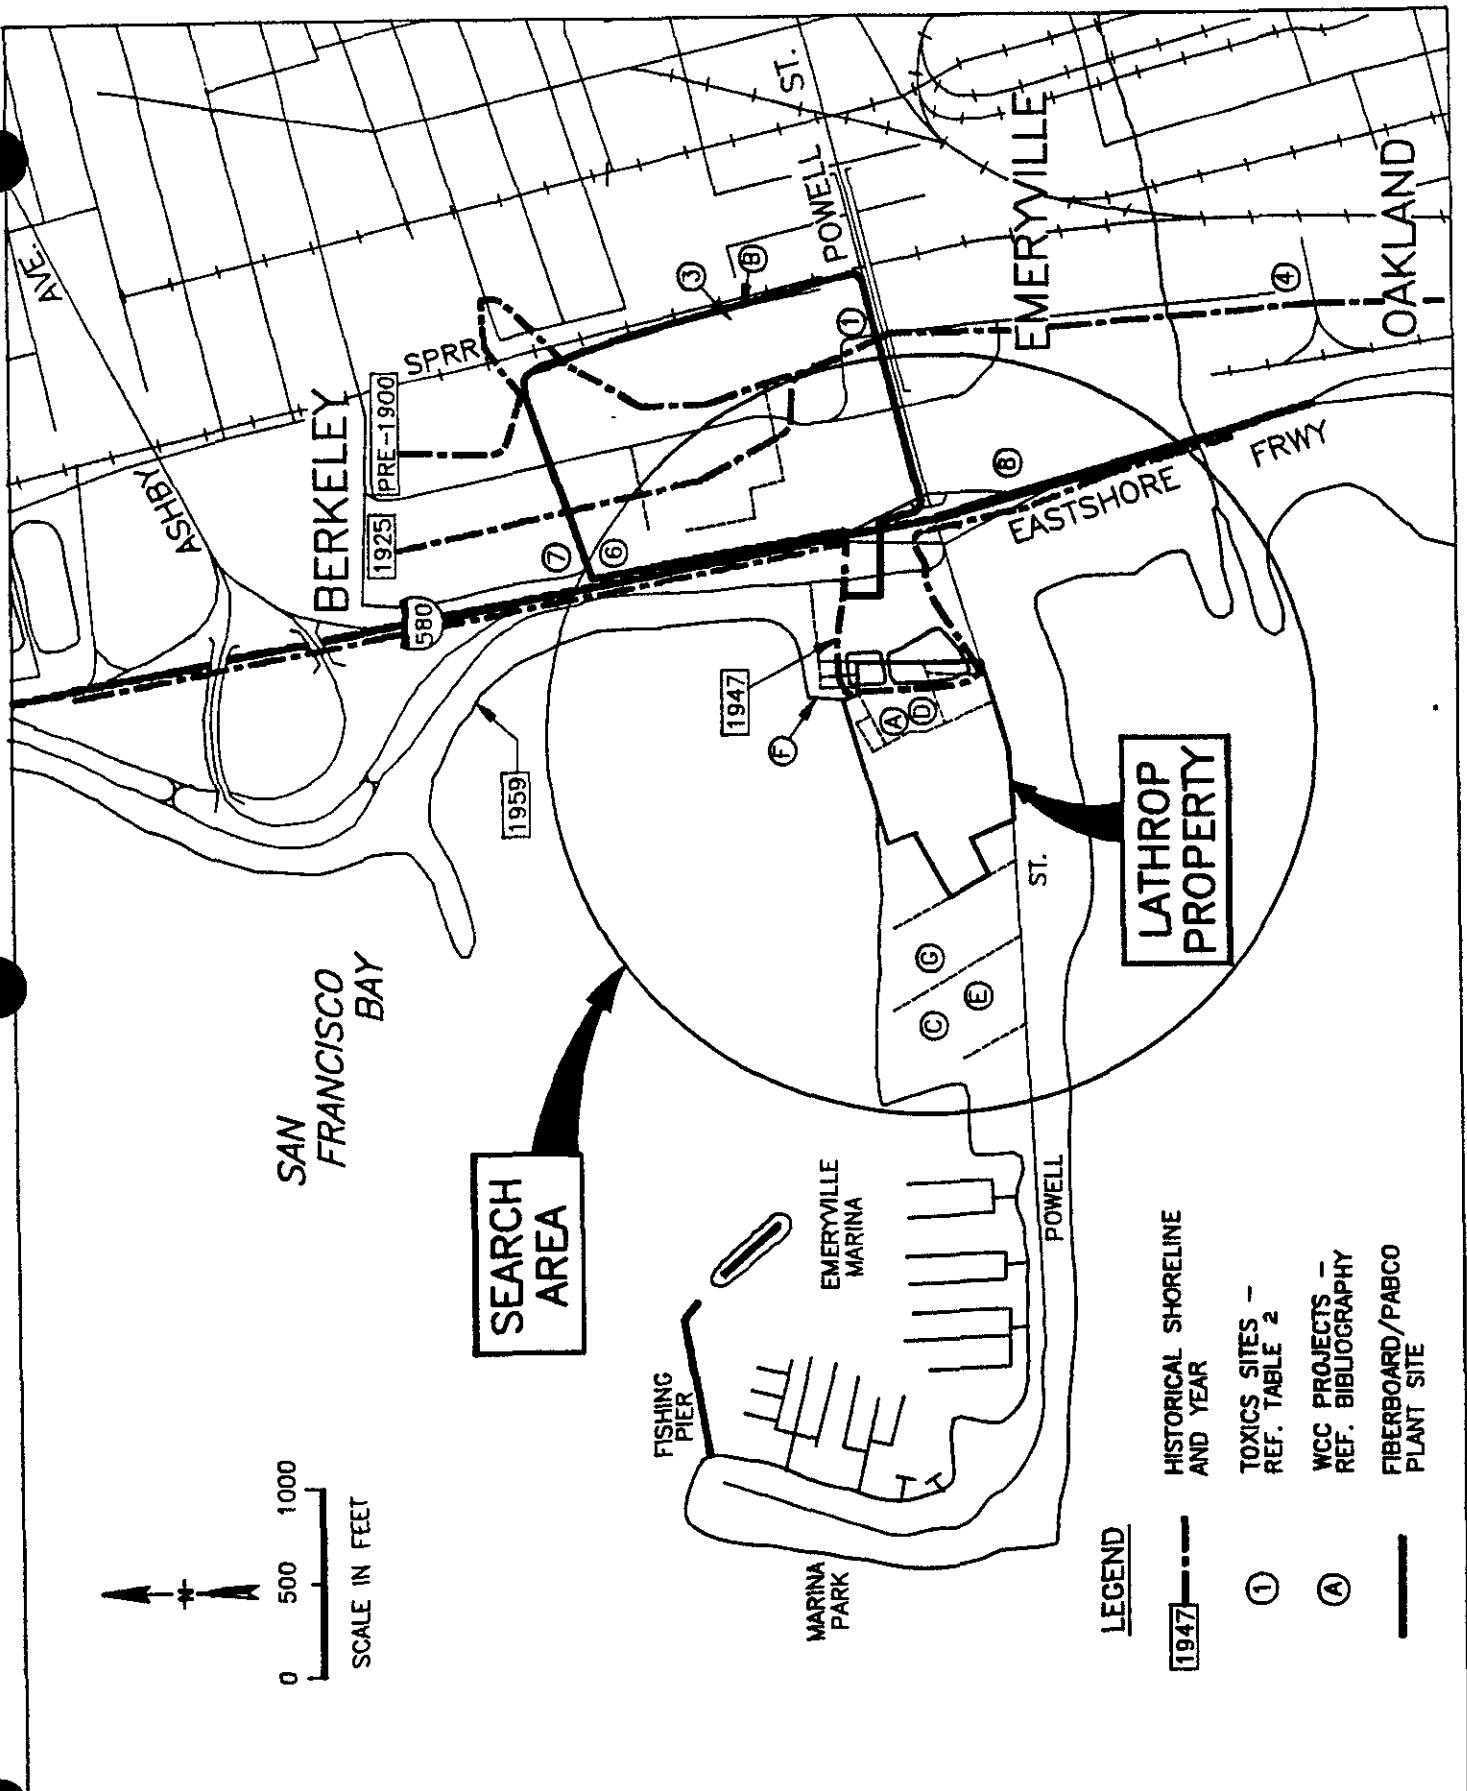 0 500 1000
SCALE IN FEET
N
SAN
FRANCISCO
BAY
AVE.
ASHBY
BERKELEY
1925
PRE-1900
580
SPRR
SEARCH
AREA
1959
7
6
3
B
FISHING
PIER
1947
F
ST.
POWELL
MARINA
PARK
EMERYVILLE
MARINA
1
A
D
G
C
E
8
EMERYVILLE
EASTSHORE
FRWY
POWELL
ST.
LATHROP
PROPERTY
4
OAKLAND
LEGEND
1947
HISTORICAL SHORELINE
AND YEAR
1
TOXICS SITES –
REF. TABLE 2
A
WCC PROJECTS –
REF. BIBLIOGRAPHY
FIBERBOARD/PABCO
PLANT SITE